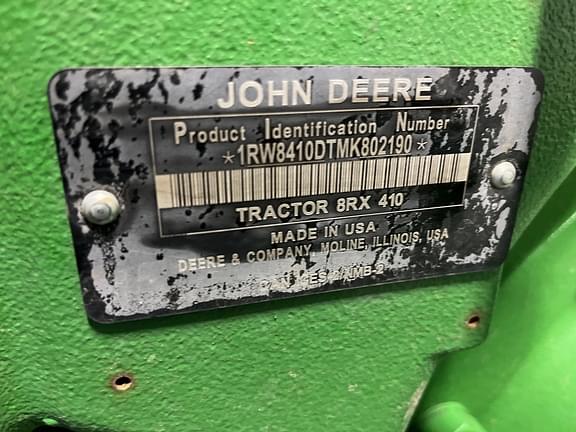 JOHN DEERE
Product Identification Number
*1RW8410DTMK802190*
TRACTOR 8RX 410
MADE IN USA
DEERE & COMPANY, MOLINE, ILLINOIS, USA